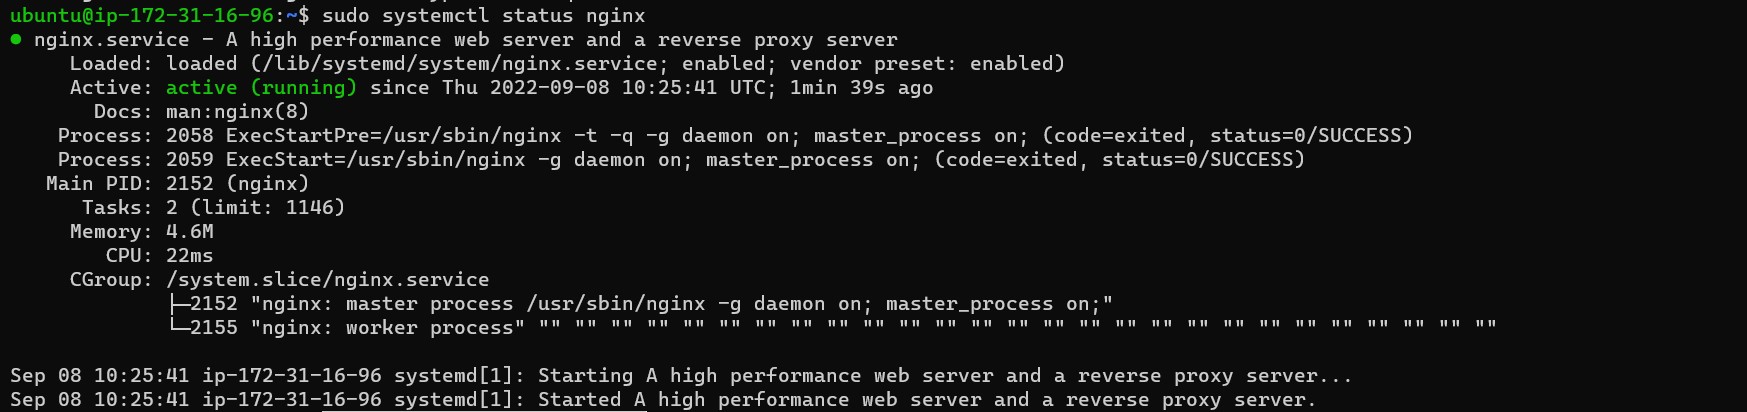 ubuntu@ip-172-31-16-96:~$ sudo systemctl status nginx
● nginx.service - A high performance web server and a reverse proxy server
     Loaded: loaded (/lib/systemd/system/nginx.service; enabled; vendor preset: enabled)
     Active: active (running) since Thu 2022-09-08 10:25:41 UTC; 1min 39s ago
       Docs: man:nginx(8)
    Process: 2058 ExecStartPre=/usr/sbin/nginx -t -q -g daemon on; master_process on; (code=exited, status=0/SUCCESS)
    Process: 2059 ExecStart=/usr/sbin/nginx -g daemon on; master_process on; (code=exited, status=0/SUCCESS)
   Main PID: 2152 (nginx)
      Tasks: 2 (limit: 1146)
     Memory: 4.6M
        CPU: 22ms
     CGroup: /system.slice/nginx.service
             ├─2152 "nginx: master process /usr/sbin/nginx -g daemon on; master_process on;"
             └─2155 "nginx: worker process" "" "" "" "" "" "" "" "" "" "" "" "" "" "" "" "" "" "" "" "" "" "" "" "" "" "" ""

Sep 08 10:25:41 ip-172-31-16-96 systemd[1]: Starting A high performance web server and a reverse proxy server...
Sep 08 10:25:41 ip-172-31-16-96 systemd[1]: Started A high performance web server and a reverse proxy server.